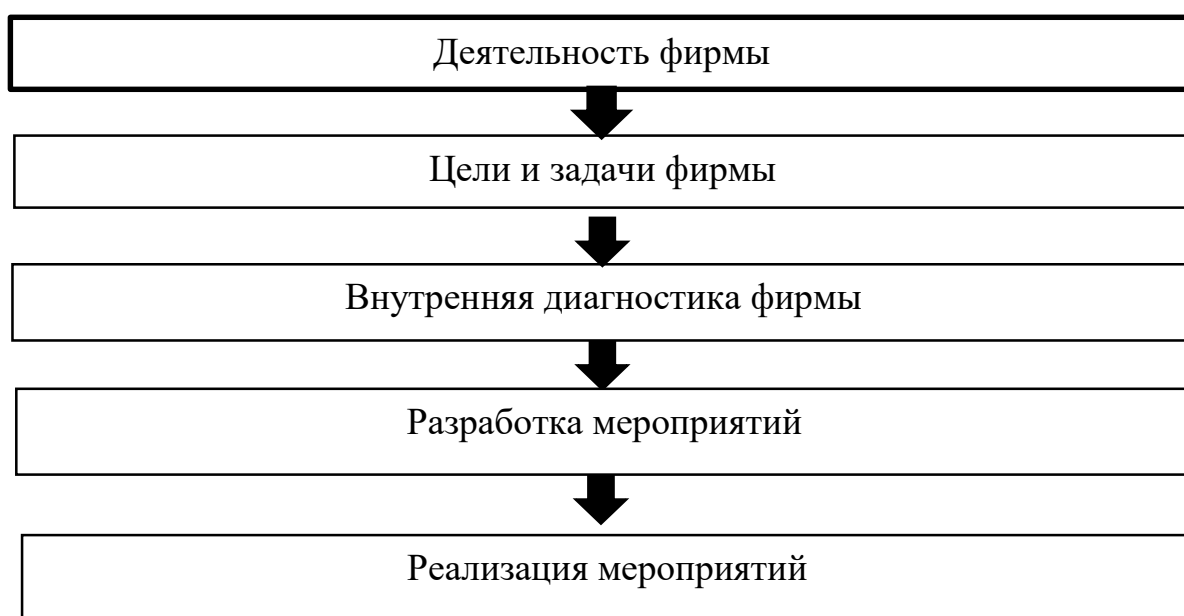 Деятельность фирмы
Цели и задачи фирмы
Внутренняя диагностика фирмы
Разработка мероприятий
Реализация мероприятий